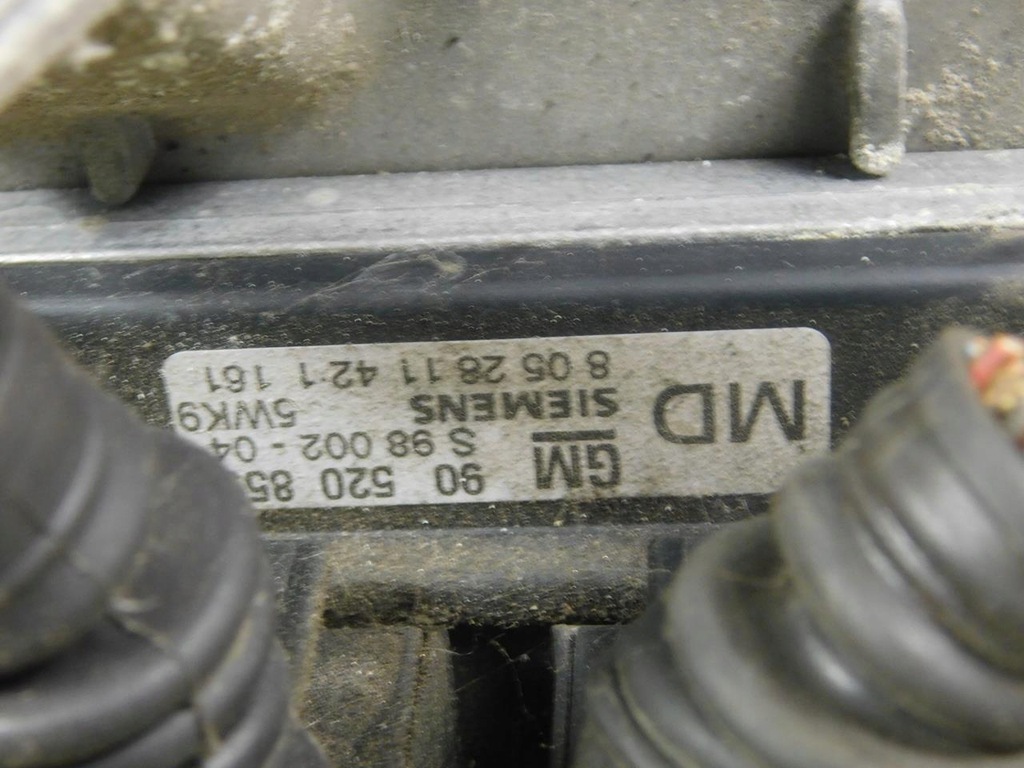 GM 90 520 85
S 98 002 - 04
MD SIEMENS 5WK9
8 05 28 11 42 1 161